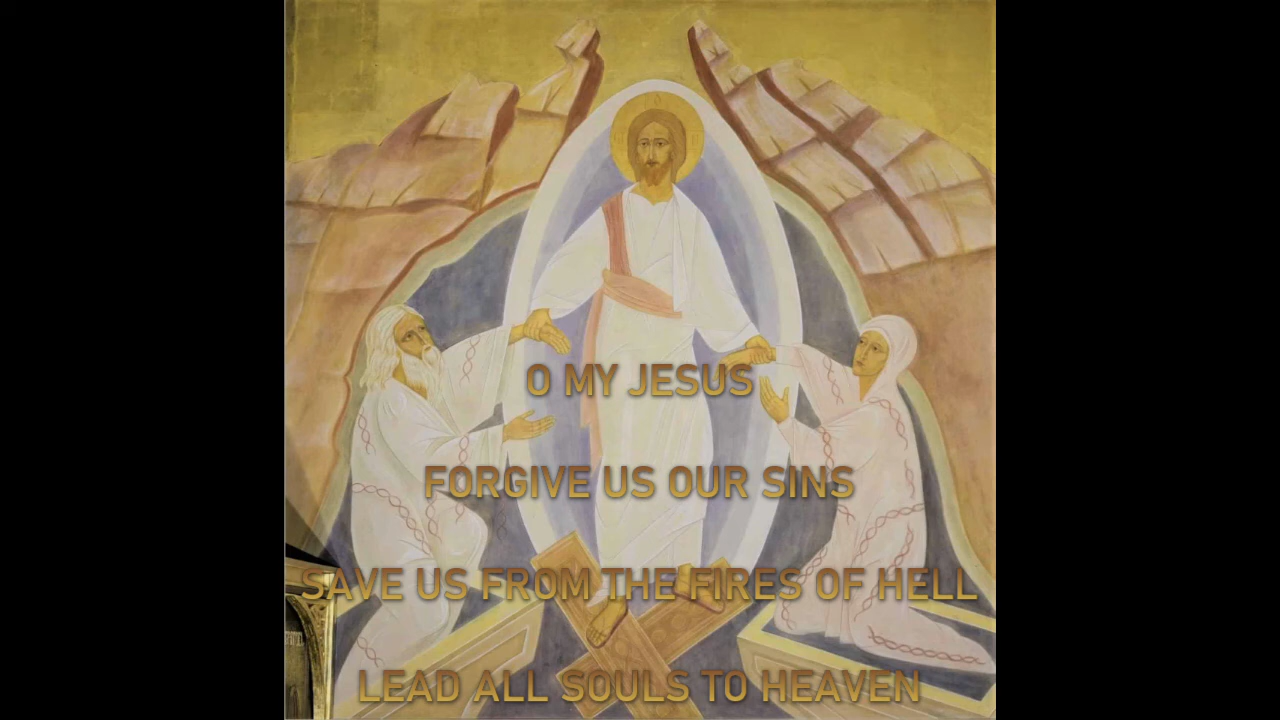 O MY JESUS
FORGIVE US OUR SINS
SAVE US FROM THE FIRES OF HELL
LEAD ALL SOULS TO HEAVEN